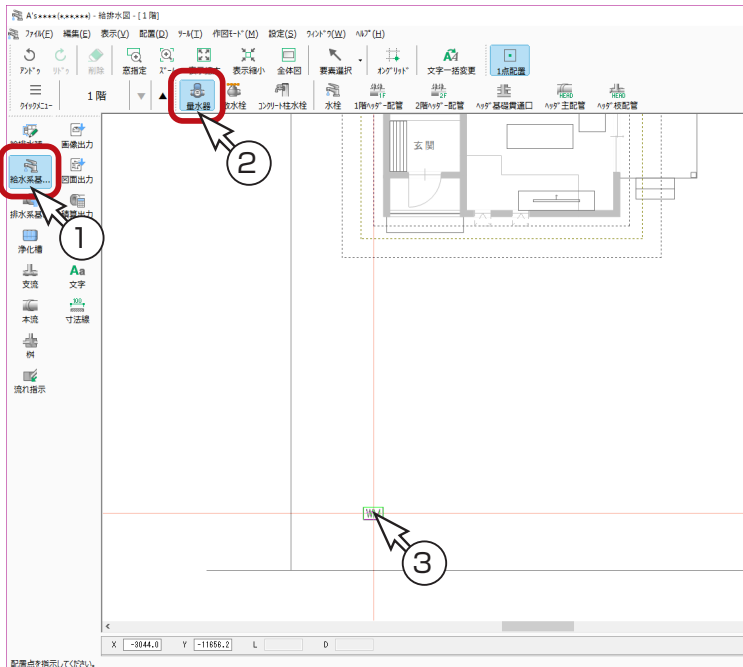 A's****(*.**.***) - 給排水図 - [1 階]
ﾌｧｲﾙ(F) 編集(E) 表示(V) 配置(D) ﾂｰﾙ(T) 作図ﾓｰﾄﾞ(M) 設定(S) ｳｨﾝﾄﾞｳ(W) ﾍﾙﾌﾟ(H)
ｱﾝﾄﾞｩ ﾘﾄﾞｩ 削除 窓指定 表示縮小 全体図 要素選択 ｵﾝｸﾞﾘｯﾄﾞ 文字一括変更 1点配置
ｸｲｯｸﾒﾆｭｰ 1 階 量水器 散水栓 ｺﾝｸﾘｰﾄ柱水栓 水栓 1階ﾍｯﾀﾞｰ配管 2階ﾍｯﾀﾞｰ配管 ﾍｯﾀﾞ基礎貫通口 ﾍｯﾀﾞ主配管 ﾍｯﾀﾞ枝配管
画像出力
給水系基... 図面出力
排水系基... 積算出力
浄化槽
支流 文字
本流 寸法線
桝
流れ指示
玄関
①
②
③
X -3044.0 Y -11656.2 L D
配置点を指示してください。